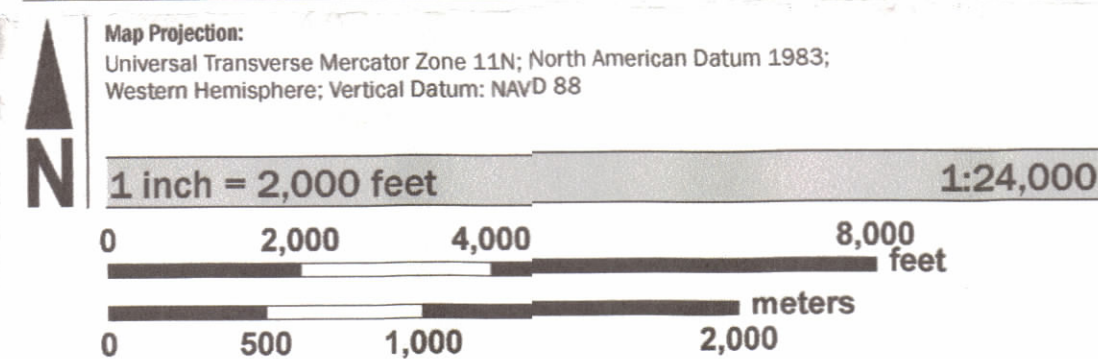 Map Projection:
Universal Transverse Mercator Zone 11N; North American Datum 1983;
Western Hemisphere; Vertical Datum: NAVD 88
N
1 inch = 2,000 feet 1:24,000
0 2,000 4,000 8,000
feet
meters
0 500 1,000 2,000